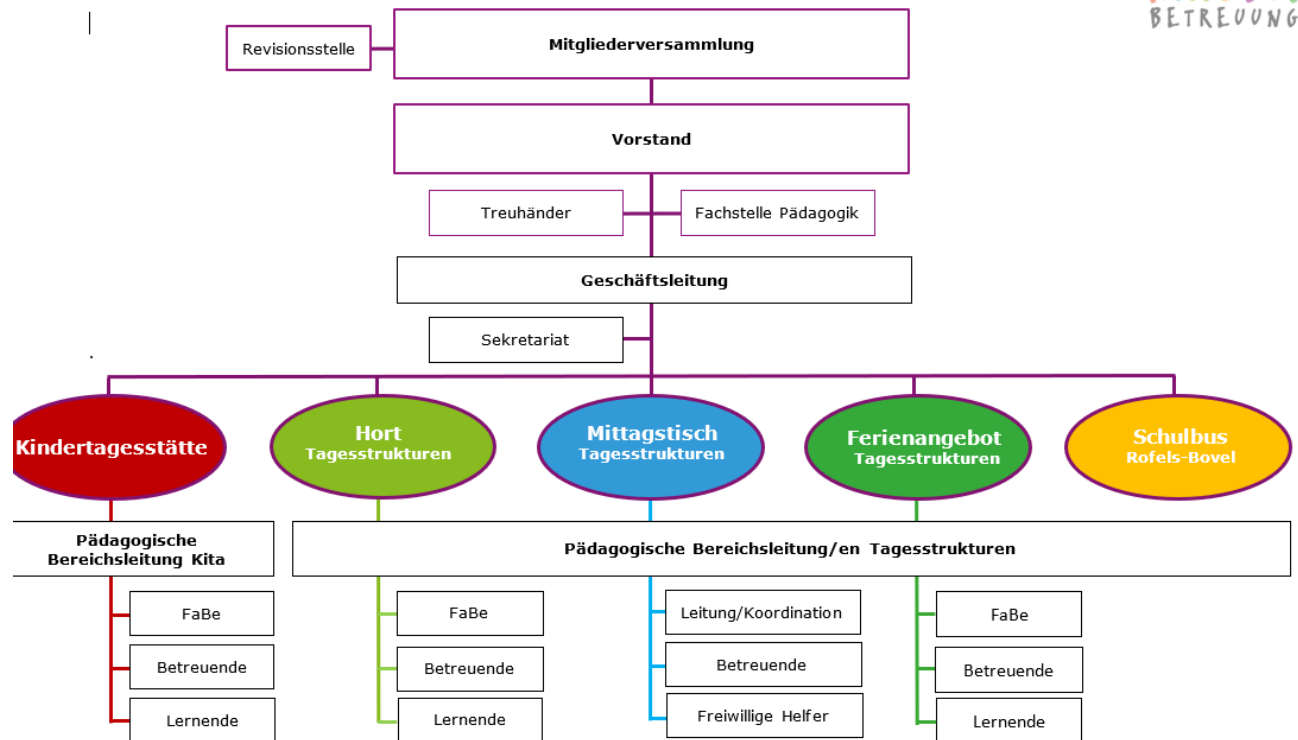 BETREUUNG
Revisionsstelle
Mitgliederversammlung
Vorstand
Treuhänder
Fachstelle Pädagogik
Geschäftsleitung
Sekretariat
Kindertagesstätte
Hort
Tagesstrukturen
Mittagstisch
Tagesstrukturen
Ferienangebot
Tagesstrukturen
Schulbus
Rofels-Bovel
Pädagogische
Bereichsleitung Kita
Pädagogische Bereichsleitung/en Tagesstrukturen
FaBe
Betreuende
Lernende
FaBe
Betreuende
Lernende
Leitung/Koordination
Betreuende
Freiwillige Helfer
FaBe
Betreuende
Lernende